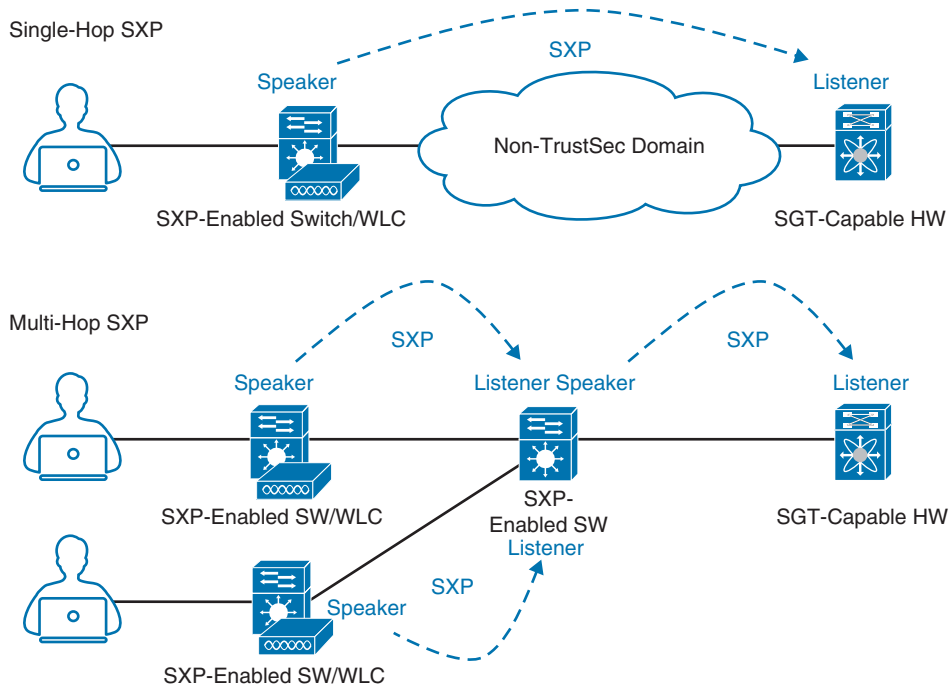 Single-Hop SXP
SXP
Speaker
Listener
Non-TrustSec Domain
SXP-Enabled Switch/WLC
SGT-Capable HW
Multi-Hop SXP
SXP
SXP
Speaker
Listener Speaker
Listener
SXP-Enabled SW/WLC
SXP-
Enabled SW
SGT-Capable HW
Listener
SXP
Speaker
SXP-Enabled SW/WLC